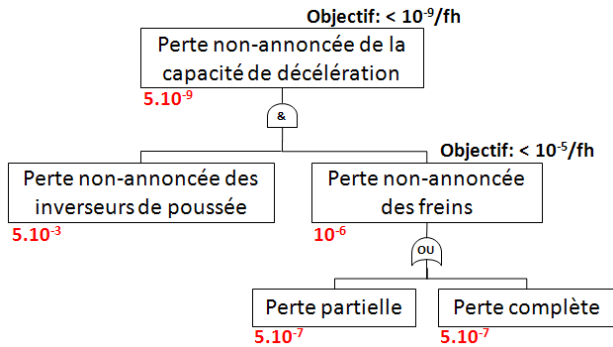 Objectif: < 10⁻⁹/fh
Perte non-annoncée de la
capacité de décélération
5.10⁻⁹
&
Objectif: < 10⁻⁵/fh
Perte non-annoncée des
inverseurs de poussée
5.10⁻³
Perte non-annoncée
des freins
10⁻⁶
OU
Perte partielle
5.10⁻⁷
Perte complète
5.10⁻⁷